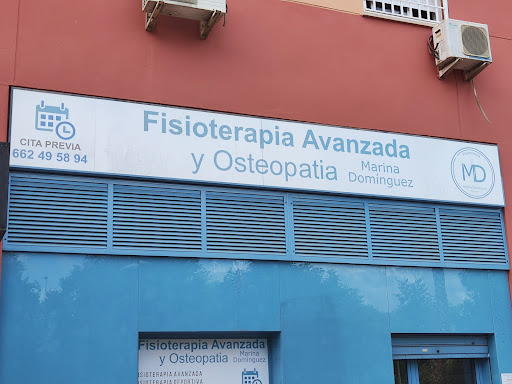 Fisioterapia Avanzada
y Osteopatia Marina
Dominguez
CITA PREVIA
662 49 58 94
MD
Fisioterapia Avanzada
y Osteopatia Marina
Dominguez
FISIOTERAPIA AVANZADA
FISIOTERAPIA DEPORTIVA